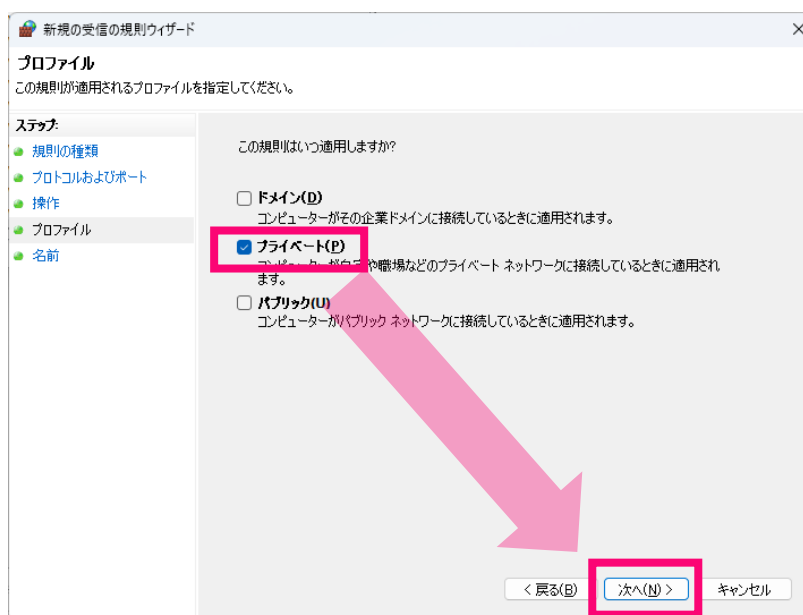 新規の受信の規則ウィザード
プロファイル
この規則が適用されるプロファイルを指定してください。
ステップ:
規則の種類
プロトコルおよびポート
操作
プロファイル
名前
この規則はいつ適用しますか?
ドメイン(D)
コンピューターがその企業ドメインに接続しているときに適用されます。
プライベート(P)
コンピューターが自宅や職場などのプライベート ネットワークに接続しているときに適用され
ます。
パブリック(U)
コンピューターがパブリック ネットワークに接続しているときに適用されます。
< 戻る(B)
次へ(N) >
キャンセル